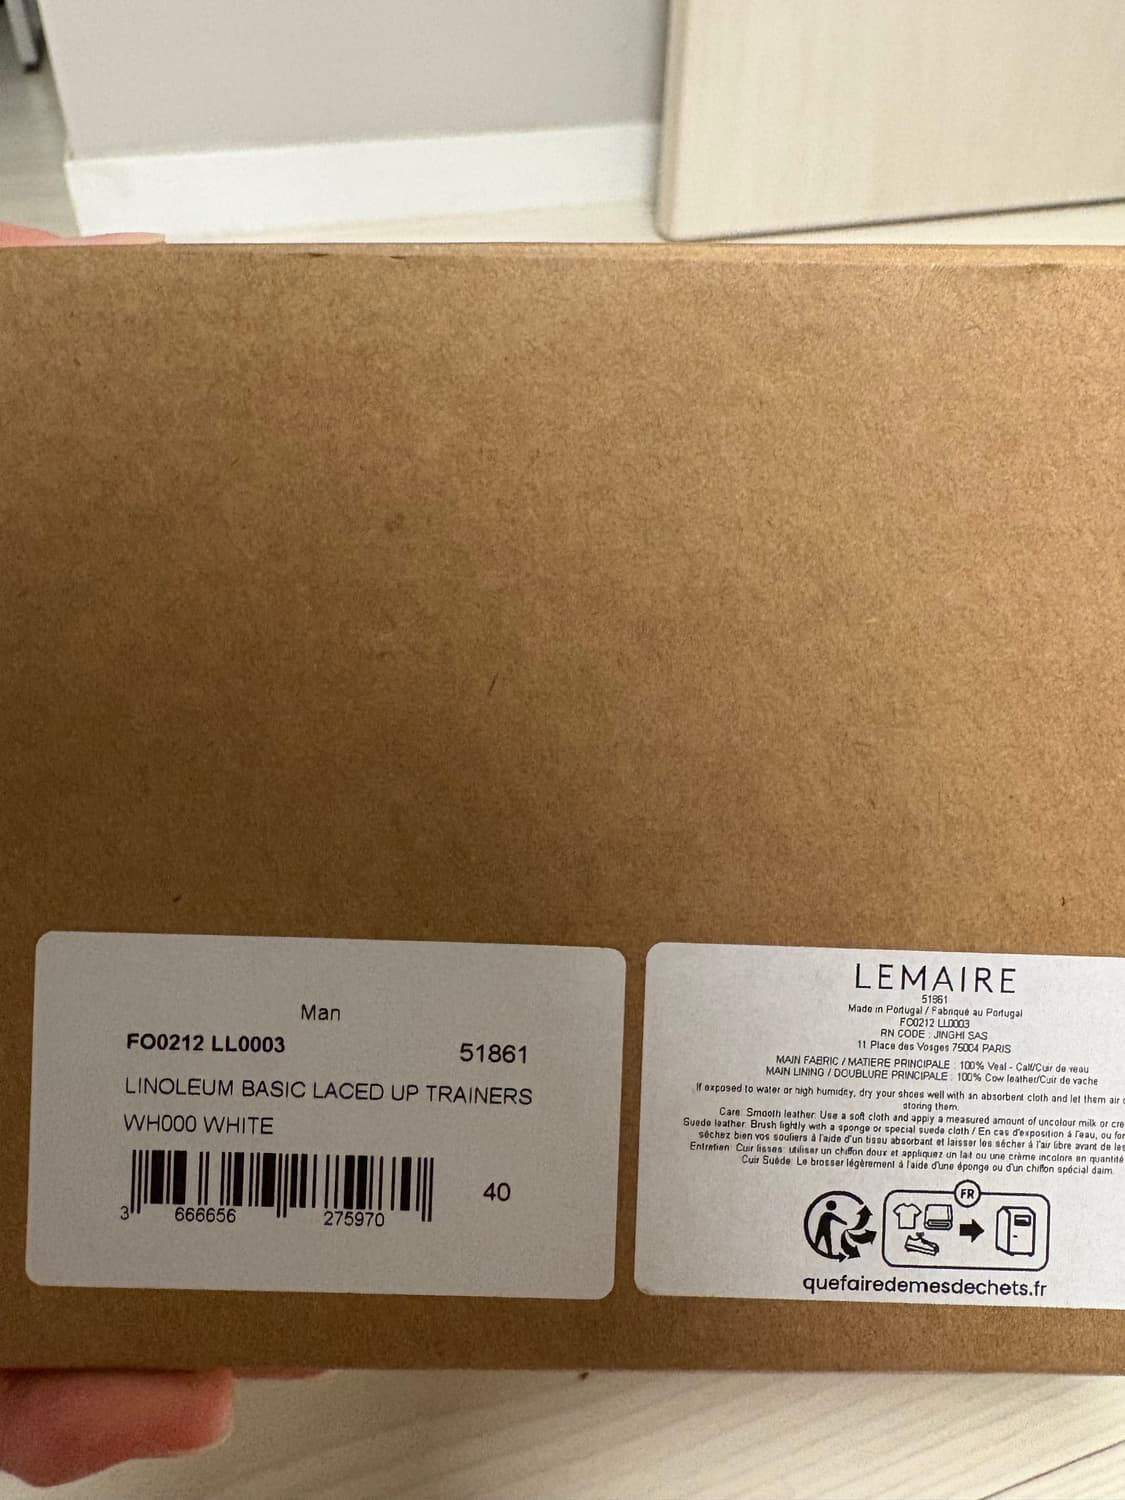 Man
FO0212 LL0003
51861
LINOLEUM BASIC LACED UP TRAINERS
WH000 WHITE
40
3 666656 275970
LEMAIRE
51861
Made in Portugal / Fabriqué au Portugal
FO0212 LL0003
RN CODE : JINGHI SAS
11 Place des Vosges 75004 PARIS
MAIN FABRIC / MATIERE PRINCIPALE : 100% Veal - Calf/Cuir de veau
MAIN LINING / DOUBLURE PRINCIPALE : 100% Cow leather/Cuir de vache
If exposed to water or high humidity, dry your shoes well with an absorbent cloth and let them air
storing them.
Care: Smooth leather: Use a soft cloth and apply a measured amount of uncolour milk or cre
Suede leather: Brush lightly with a sponge or special suede cloth / En cas d'exposition à l'eau, ou for
séchez bien vos souliers à l'aide d'un tissu absorbant et laisser les sécher à l'air libre avant de les
Entretien: Cuir lisses: utiliser un chiffon doux et appliquez un lait ou une crème incolore en quantité
Cuir Suédé: Le brosser légèrement à l'aide d'une éponge ou d'un chiffon spécial daim.
FR
quefairedemesdechets.fr